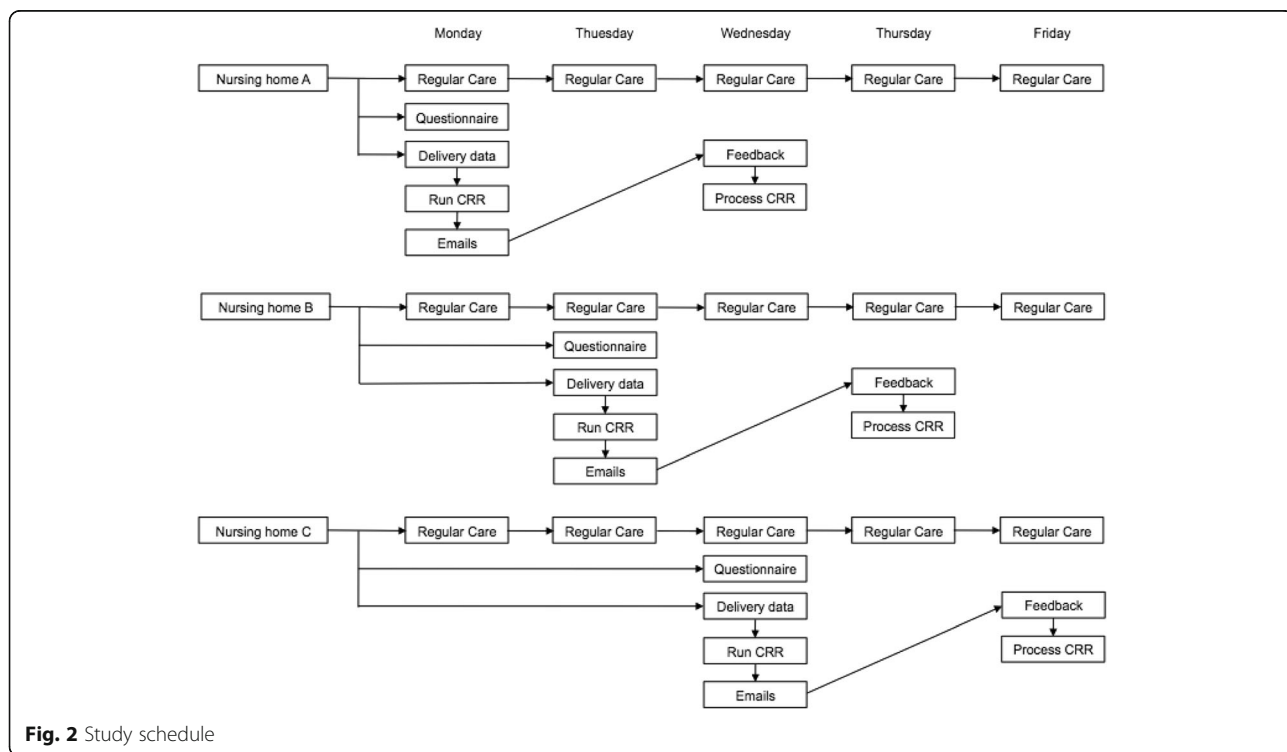 Monday Thuesday Wednesday Thursday Friday
Nursing home A Regular Care Regular Care Regular Care Regular Care Regular Care
Questionnaire
Delivery data Feedback
Run CRR Process CRR
Emails
Nursing home B Regular Care Regular Care Regular Care Regular Care Regular Care
Questionnaire
Delivery data Feedback
Run CRR Process CRR
Emails
Nursing home C Regular Care Regular Care Regular Care Regular Care Regular Care
Questionnaire
Delivery data Feedback
Run CRR Process CRR
Emails
Fig. 2 Study schedule